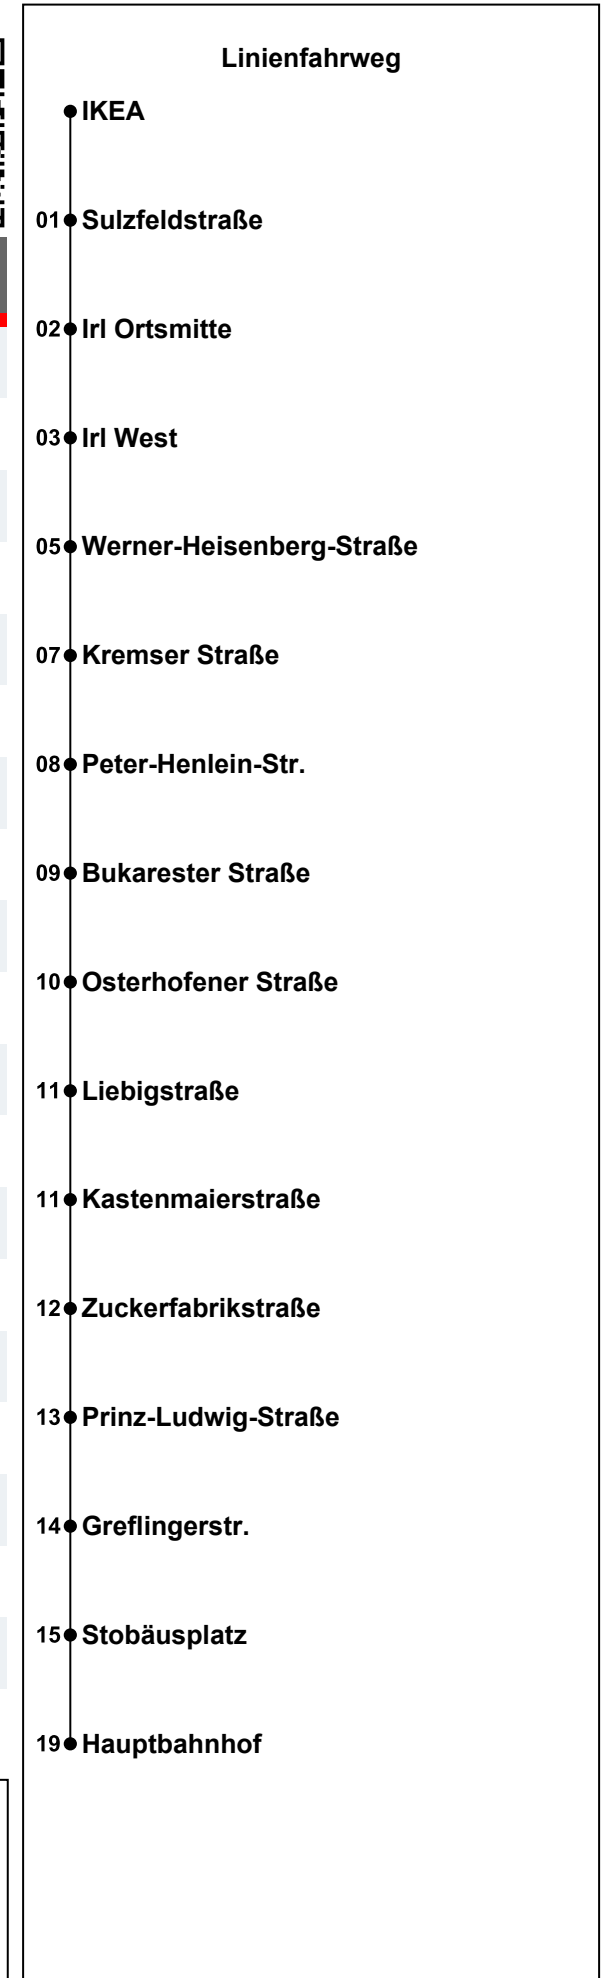 Linienfahrweg
IKEA
01 Sulzfeldstraße
02 Irl Ortsmitte
03 Irl West
05 Werner-Heisenberg-Straße
07 Kremser Straße
08 Peter-Henlein-Str.
09 Bukarester Straße
10 Osterhofener Straße
11 Liebigstraße
11 Kastenmaierstraße
12 Zuckerfabrikstraße
13 Prinz-Ludwig-Straße
14 Greflingerstr.
15 Stobäusplatz
19 Hauptbahnhof